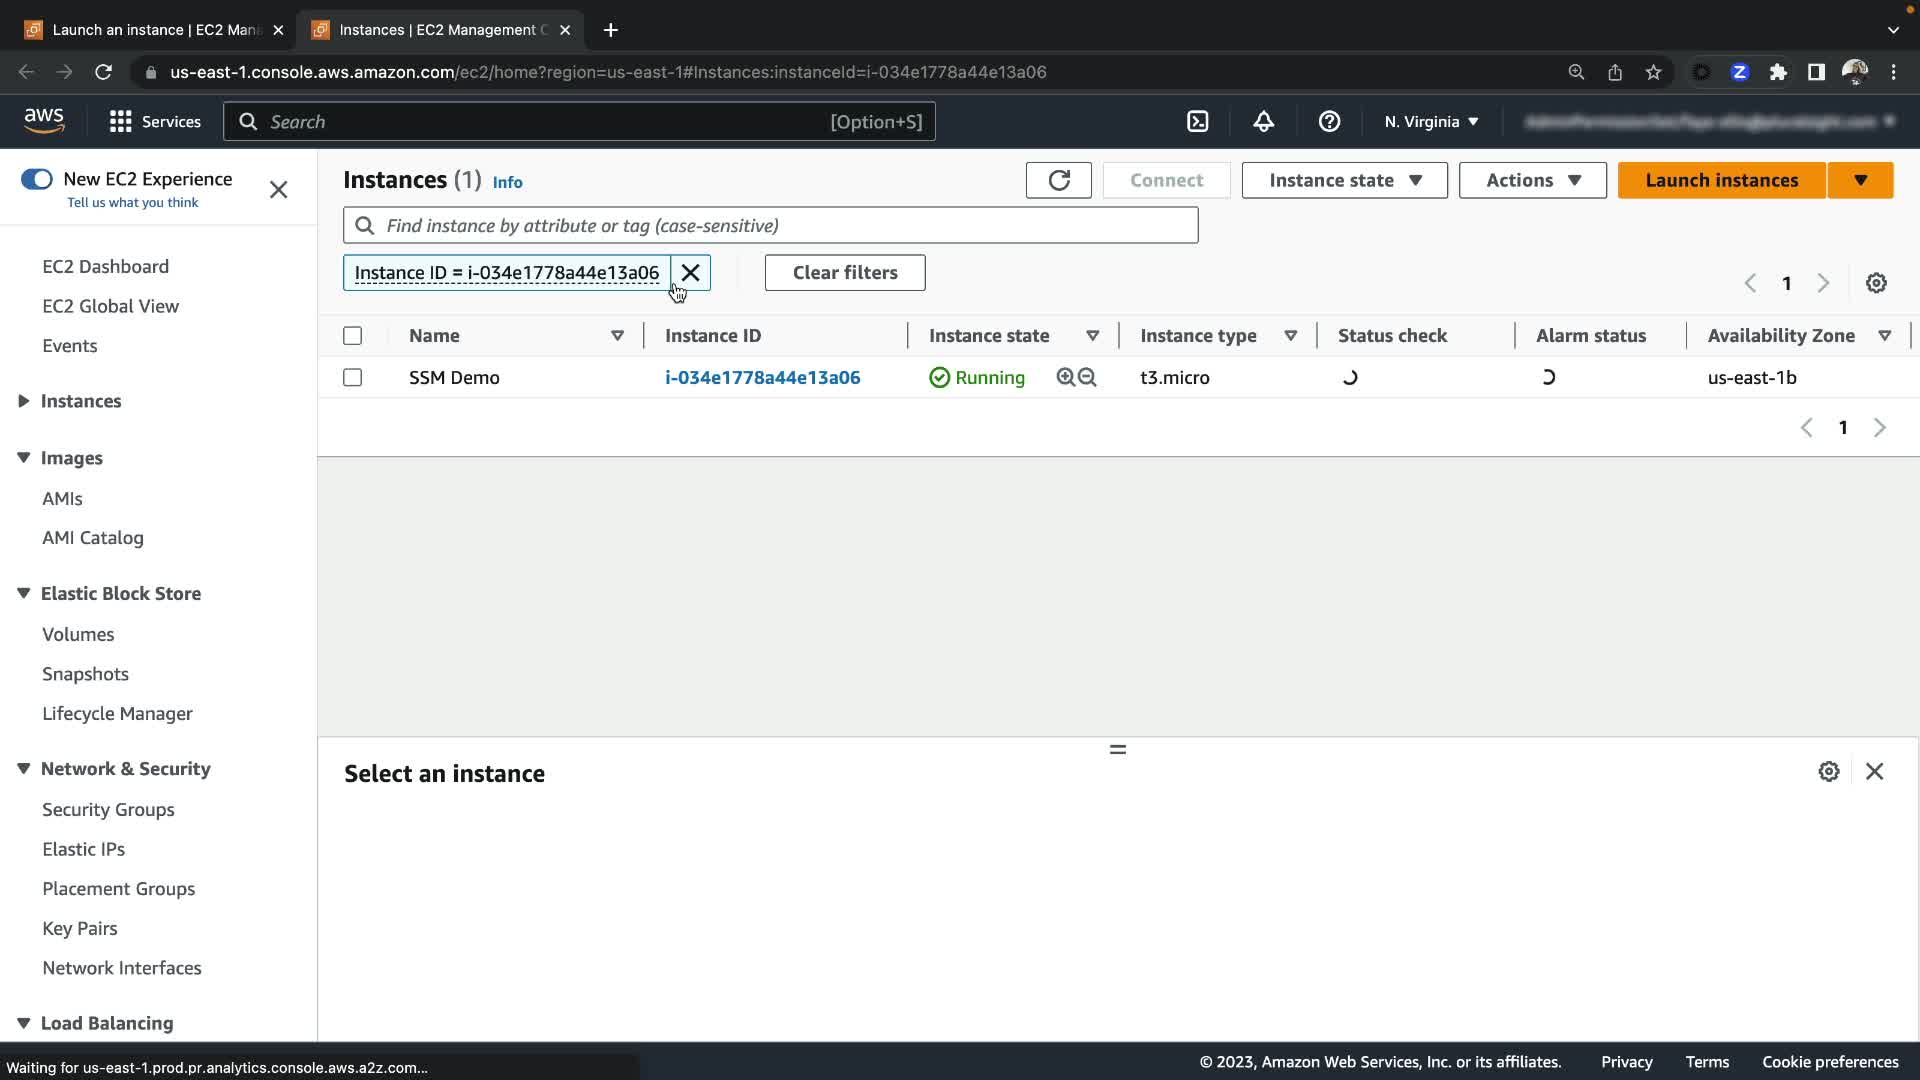 Launch an instance | EC2 Mana
Instances | EC2 Management C
us-east-1.console.aws.amazon.com/ec2/home?region=us-east-1#Instances:instanceId=i-034e1778a44e13a06
aws
Services
Search
[Option+S]
N. Virginia
New EC2 Experience
Tell us what you think
EC2 Dashboard
EC2 Global View
Events
Instances
Images
AMIs
AMI Catalog
Elastic Block Store
Volumes
Snapshots
Lifecycle Manager
Network & Security
Security Groups
Elastic IPs
Placement Groups
Key Pairs
Network Interfaces
Load Balancing
Instances (1) Info
Connect
Instance state
Actions
Launch instances
Find instance by attribute or tag (case-sensitive)
Instance ID = i-034e1778a44e13a06
Clear filters
1
Name Instance ID Instance state Instance type Status check Alarm status Availability Zone
SSM Demo i-034e1778a44e13a06 Running t3.micro us-east-1b
1
Select an instance
Waiting for us-east-1.prod.pr.analytics.console.aws.a2z.com...
© 2023, Amazon Web Services, Inc. or its affiliates. Privacy Terms Cookie preferences